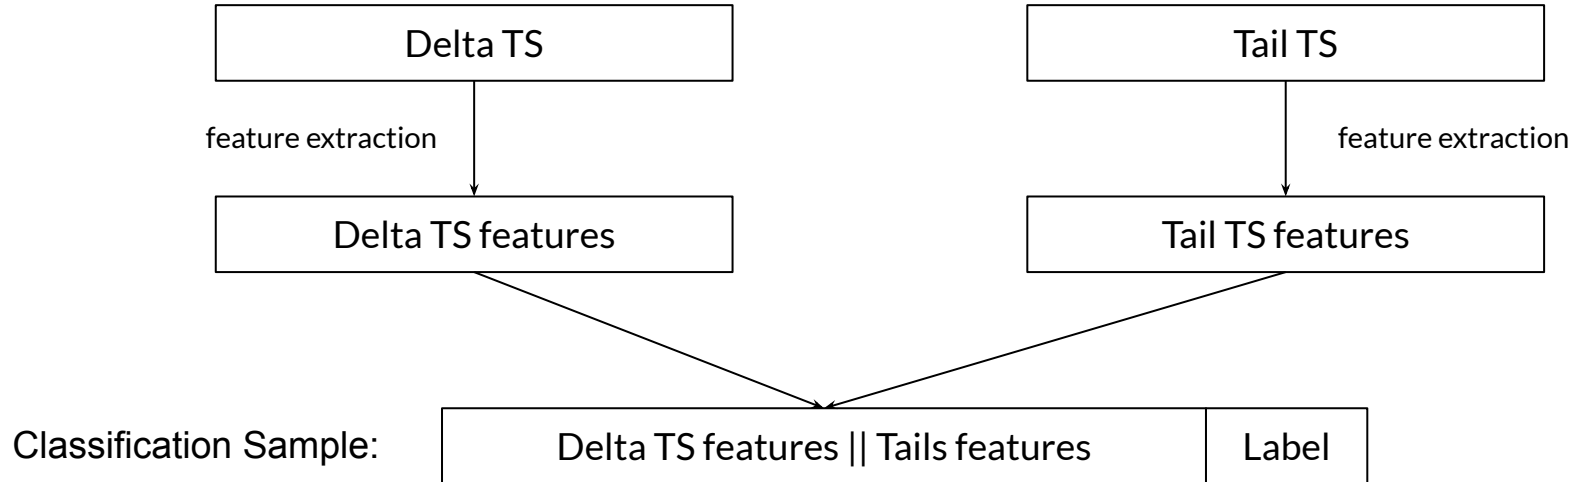 Delta TS
Tail TS
feature extraction
feature extraction
Delta TS features
Tail TS features
Classification Sample:
Delta TS features || Tails features
Label